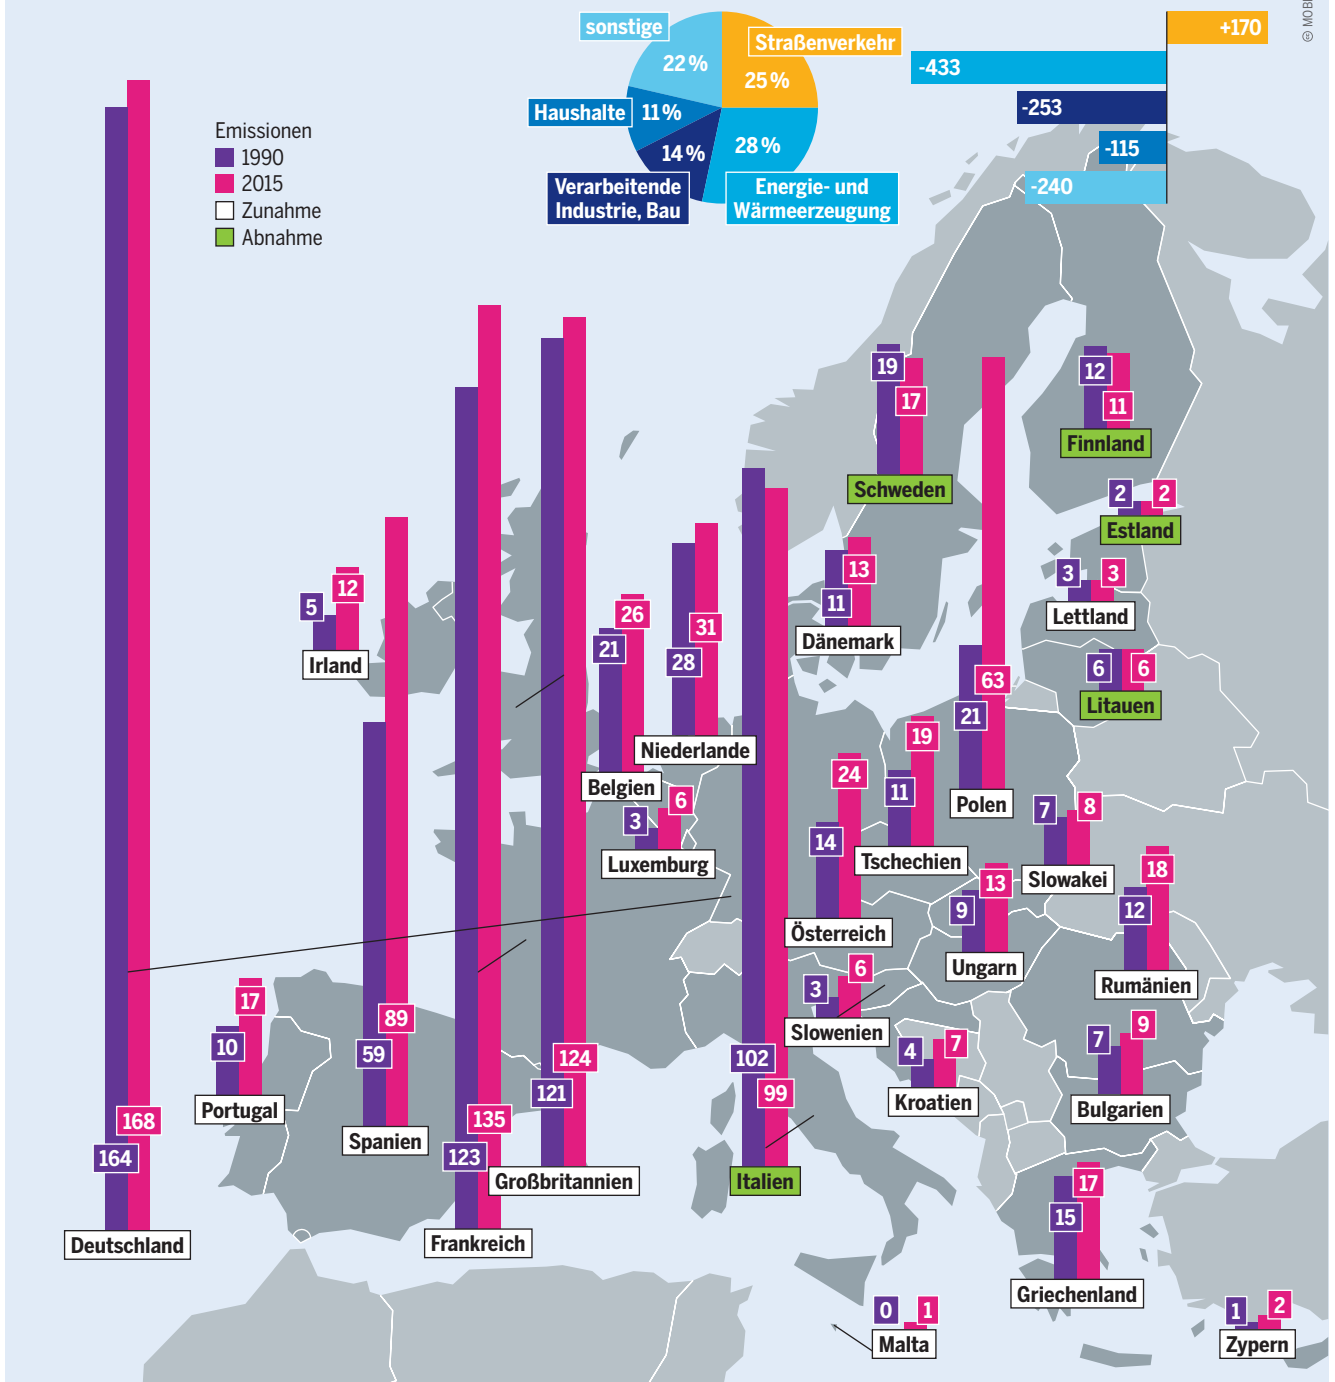 sonstige
22 %
Straßenverkehr
25 %
Haushalte
11 %
14 %
28 %
Verarbeitende
Industrie, Bau
Energie- und
Wärmeerzeugung
+170
-433
-253
-115
-240
© MOBI
Emissionen
1990
2015
Zunahme
Abnahme
19
17
Schweden
12
11
Finnland
2
2
Estland
3
3
Lettland
6
6
Litauen
5
12
Irland
11
13
Dänemark
21
26
Belgien
28
31
Niederlande
3
6
Luxemburg
21
63
Polen
11
19
Tschechien
14
24
Österreich
7
8
Slowakei
9
13
Ungarn
12
18
Rumänien
3
6
Slowenien
4
7
Kroatien
7
9
Bulgarien
10
17
Portugal
59
89
Spanien
121
124
Großbritannien
102
99
Italien
164
168
Deutschland
123
135
Frankreich
15
17
Griechenland
0
1
Malta
1
2
Zypern